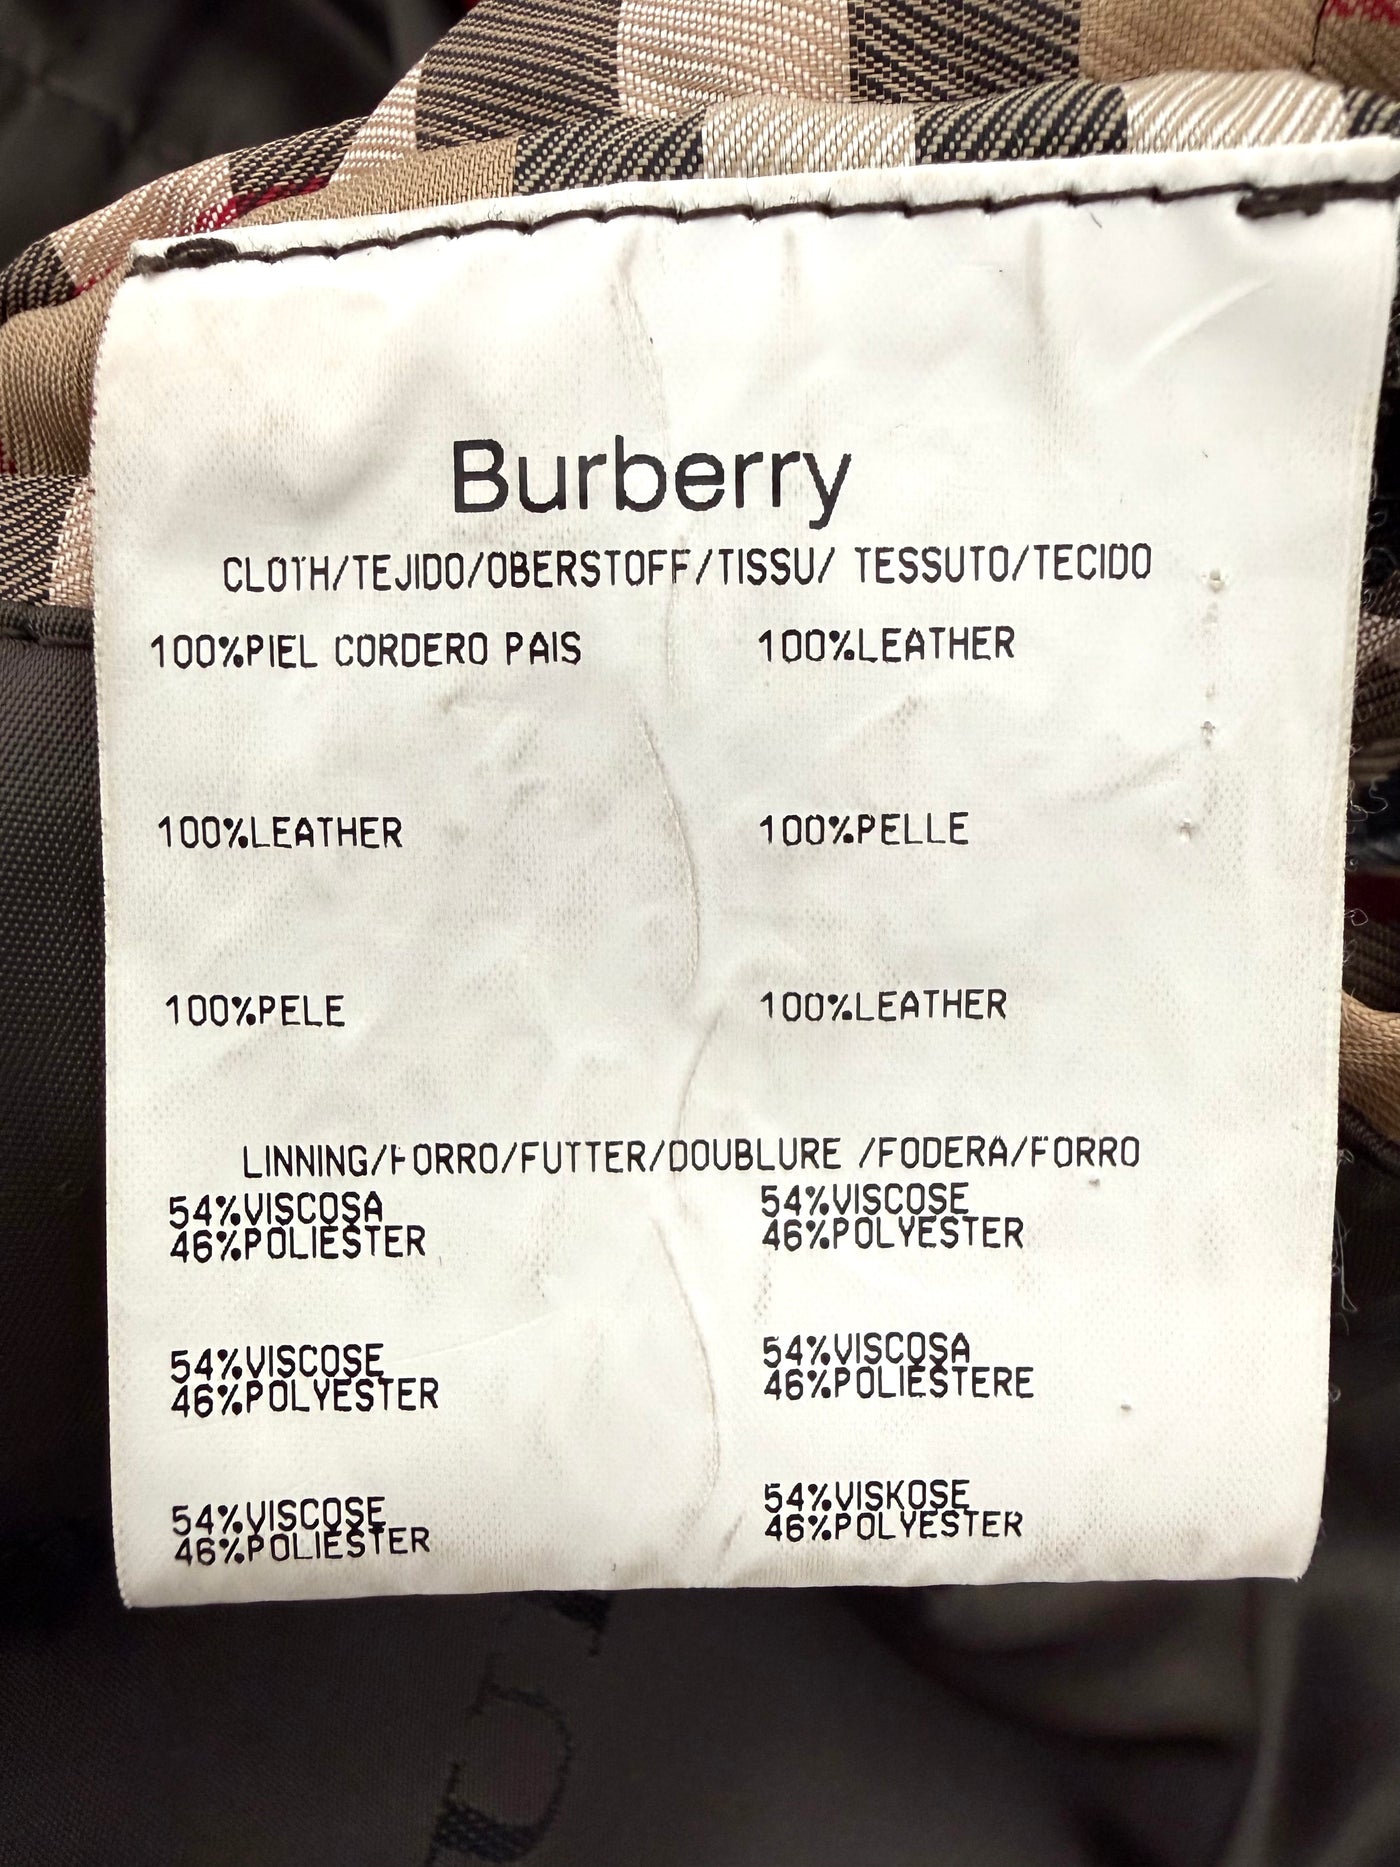 Burberry
CLOTH/TEJIDO/OBERSTOFF/TISSU/ TESSUTO/TECIDO
100%PIEL CORDERO PAIS 100%LEATHER
100%LEATHER 100%PELLE
100%PELE 100%LEATHER
LINNING/FORRO/FUTTER/DOUBLURE /FODERA/FORRO
54%VISCOSA 54%VISCOSE
46%POLIESTER 46%POLYESTER
54%VISCOSE 54%VISCOSA
46%POLYESTER 46%POLIESTERE
54%VISCOSE 54%VISKOSE
46%POLIESTER 46%POLYESTER